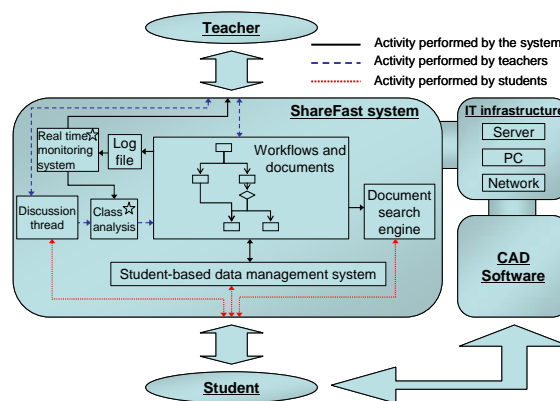 Teacher
Activity performed by the system
Activity performed by teachers
Activity performed by students
ShareFast system
IT infrastructure
Server
PC
Network
Real time
monitoring
system
Log
file
Workflows and
documents
Discussion
thread
Class
analysis
Document
search
engine
Student-based data management system
CAD
Software
Student